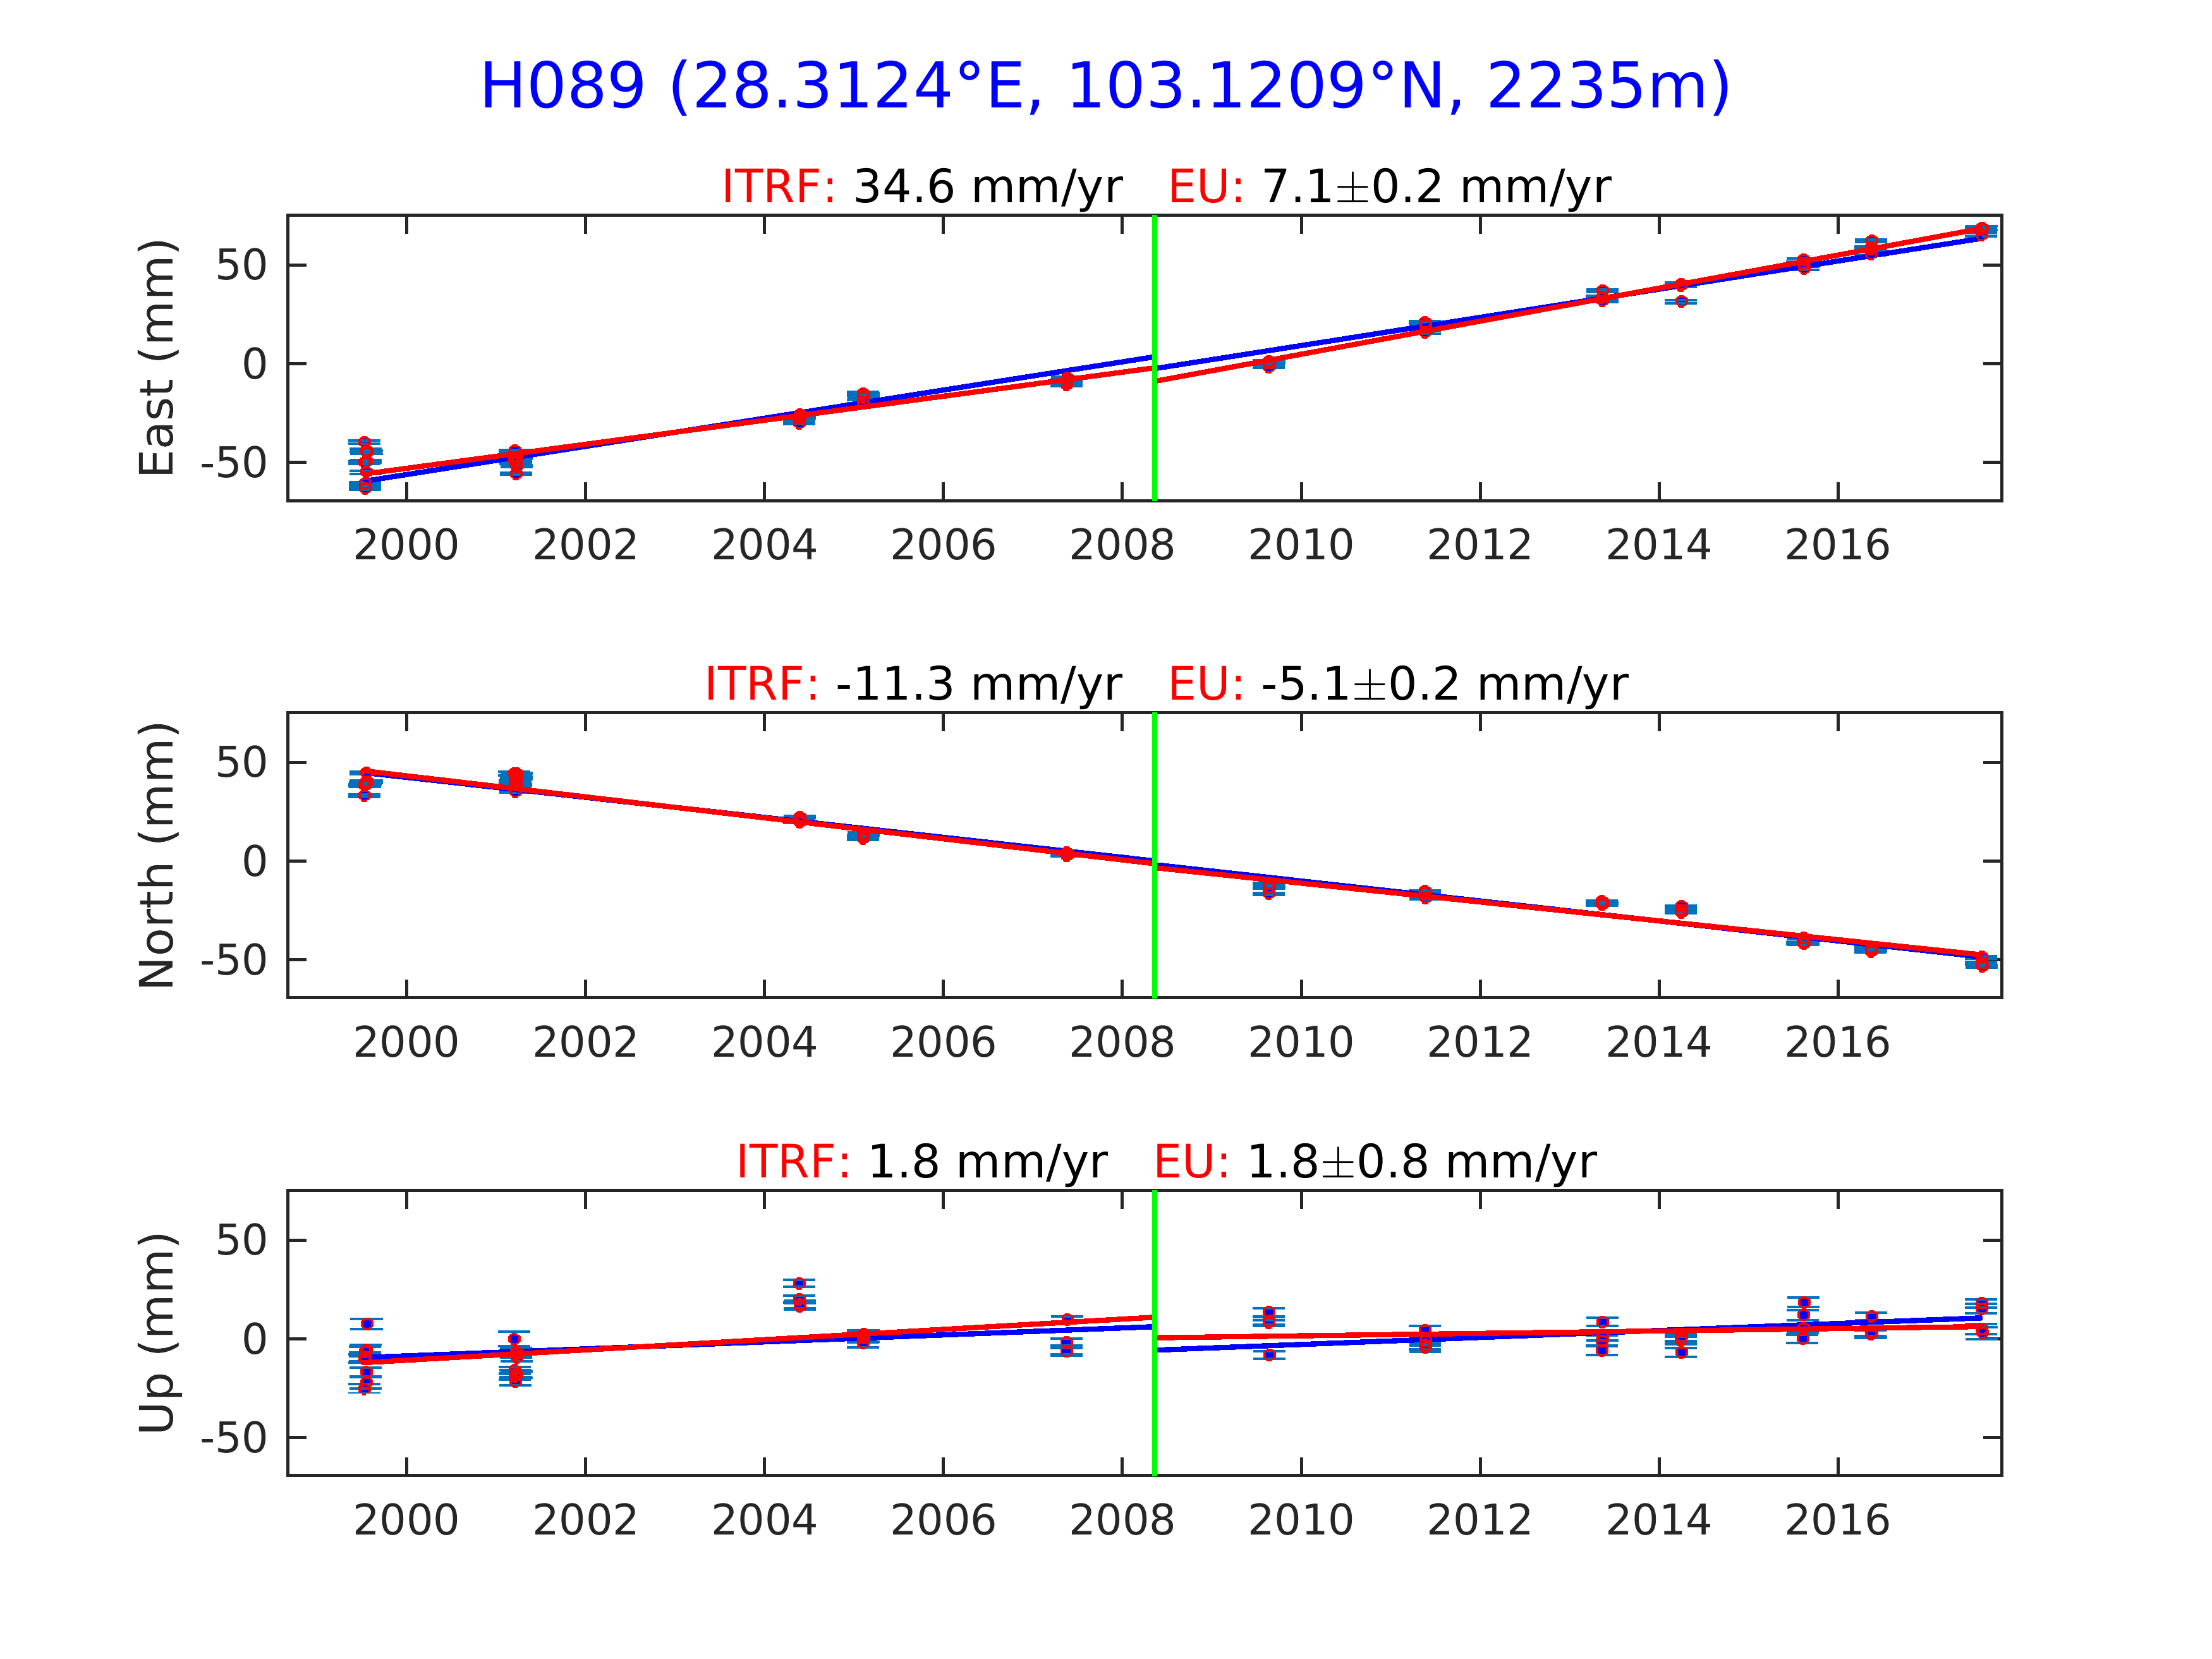 H089 (28.3124°E, 103.1209°N, 2235m)
ITRF: 34.6 mm/yr EU: 7.1±0.2 mm/yr
East (mm)
50
0
-50
2000 2002 2004 2006 2008 2010 2012 2014 2016
ITRF: -11.3 mm/yr EU: -5.1±0.2 mm/yr
North (mm)
50
0
-50
2000 2002 2004 2006 2008 2010 2012 2014 2016
ITRF: 1.8 mm/yr EU: 1.8±0.8 mm/yr
Up (mm)
50
0
-50
2000 2002 2004 2006 2008 2010 2012 2014 2016